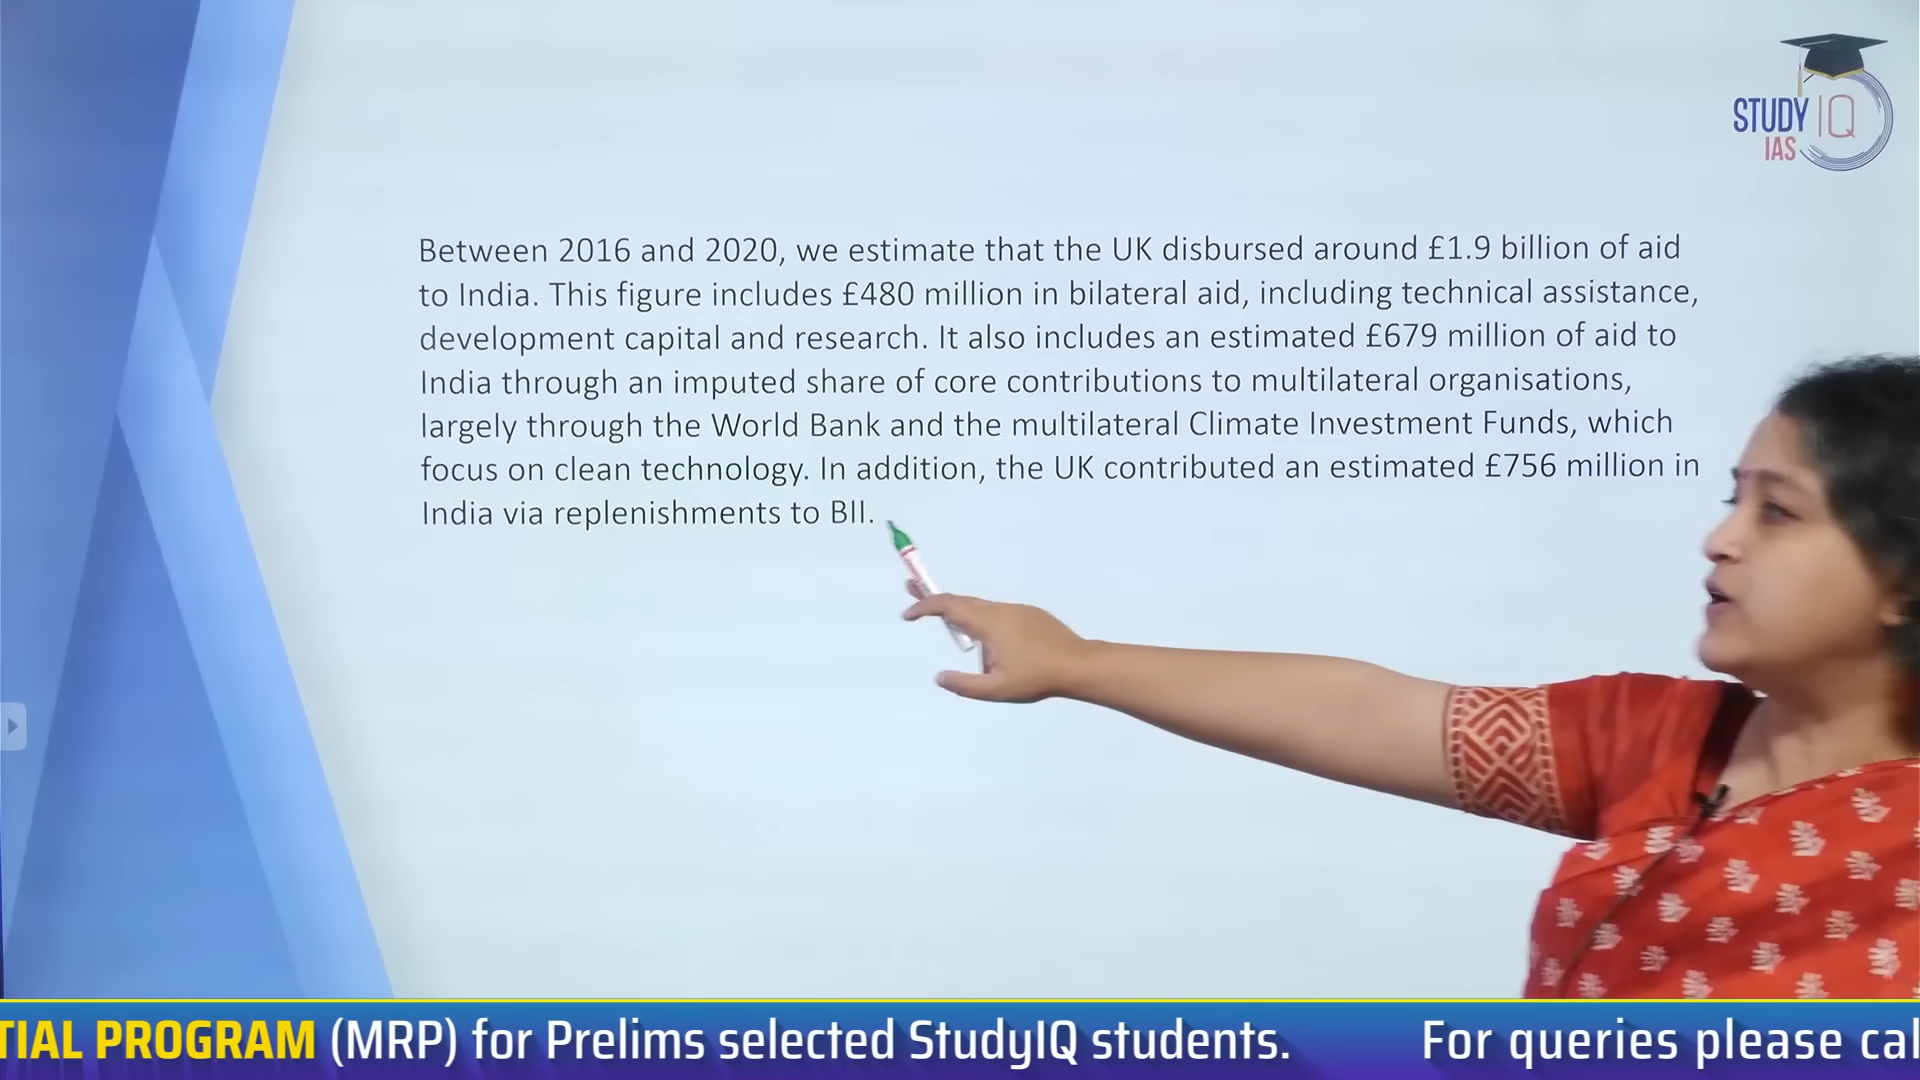 STUDY IQ
IAS
Between 2016 and 2020, we estimate that the UK disbursed around £1.9 billion of aid
to India. This figure includes £480 million in bilateral aid, including technical assistance,
development capital and research. It also includes an estimated £679 million of aid to
India through an imputed share of core contributions to multilateral organisations,
largely through the World Bank and the multilateral Climate Investment Funds, which
focus on clean technology. In addition, the UK contributed an estimated £756 million in
India via replenishments to BII.
TIAL PROGRAM (MRP) for Prelims selected StudyIQ students. For queries please cal